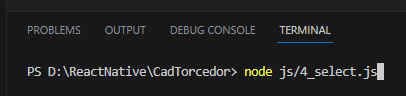 PROBLEMS OUTPUT DEBUG CONSOLE TERMINAL
PS D:\ReactNative\CadTorcedor> node js/4_select.js